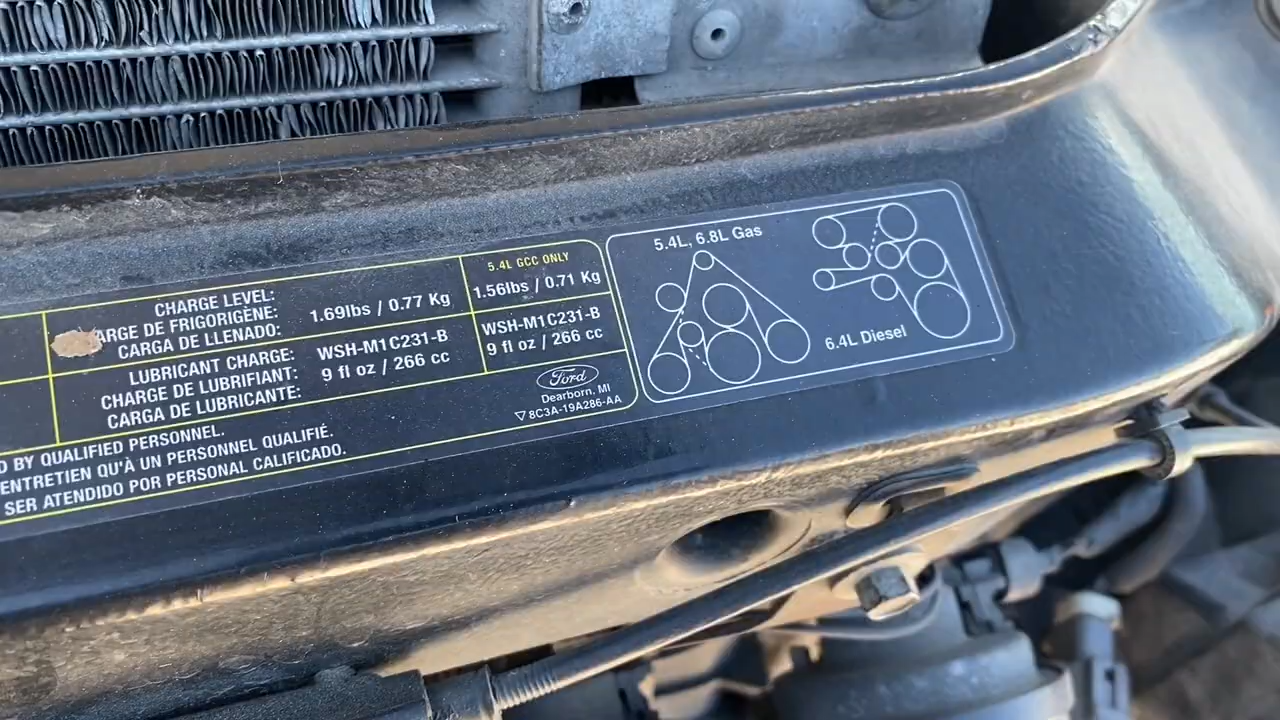 CHARGE LEVEL:
ARGE DE FRIGORIGÈNE:
CARGA DE LLENADO:
1.69lbs / 0.77 Kg
5.4L GCC ONLY
1.56lbs / 0.71 Kg
LUBRICANT CHARGE:
CHARGE DE LUBRIFIANT:
CARGA DE LUBRICANTE:
WSH-M1C231-B
9 fl oz / 266 cc
WSH-M1C231-B
9 fl oz / 266 cc
Ford
Dearborn, MI
8C3A-19A286-AA
D BY QUALIFIED PERSONNEL.
ENTRETIEN QU'À UN PERSONNEL QUALIFIÉ.
SER ATENDIDO POR PERSONAL CALIFICADO.
5.4L, 6.8L Gas
6.4L Diesel